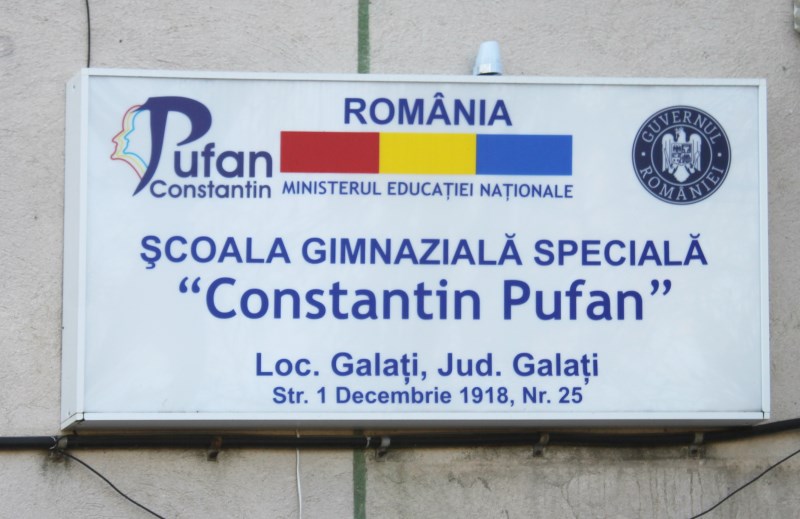 Pufan
Constantin
ROMÂNIA
MINISTERUL EDUCAȚIEI NAȚIONALE
GUVERNUL
ROMÂNIEI
ŞCOALA GIMNAZIALĂ SPECIALĂ
“Constantin Pufan”
Loc. Galați, Jud. Galați
Str. 1 Decembrie 1918, Nr. 25